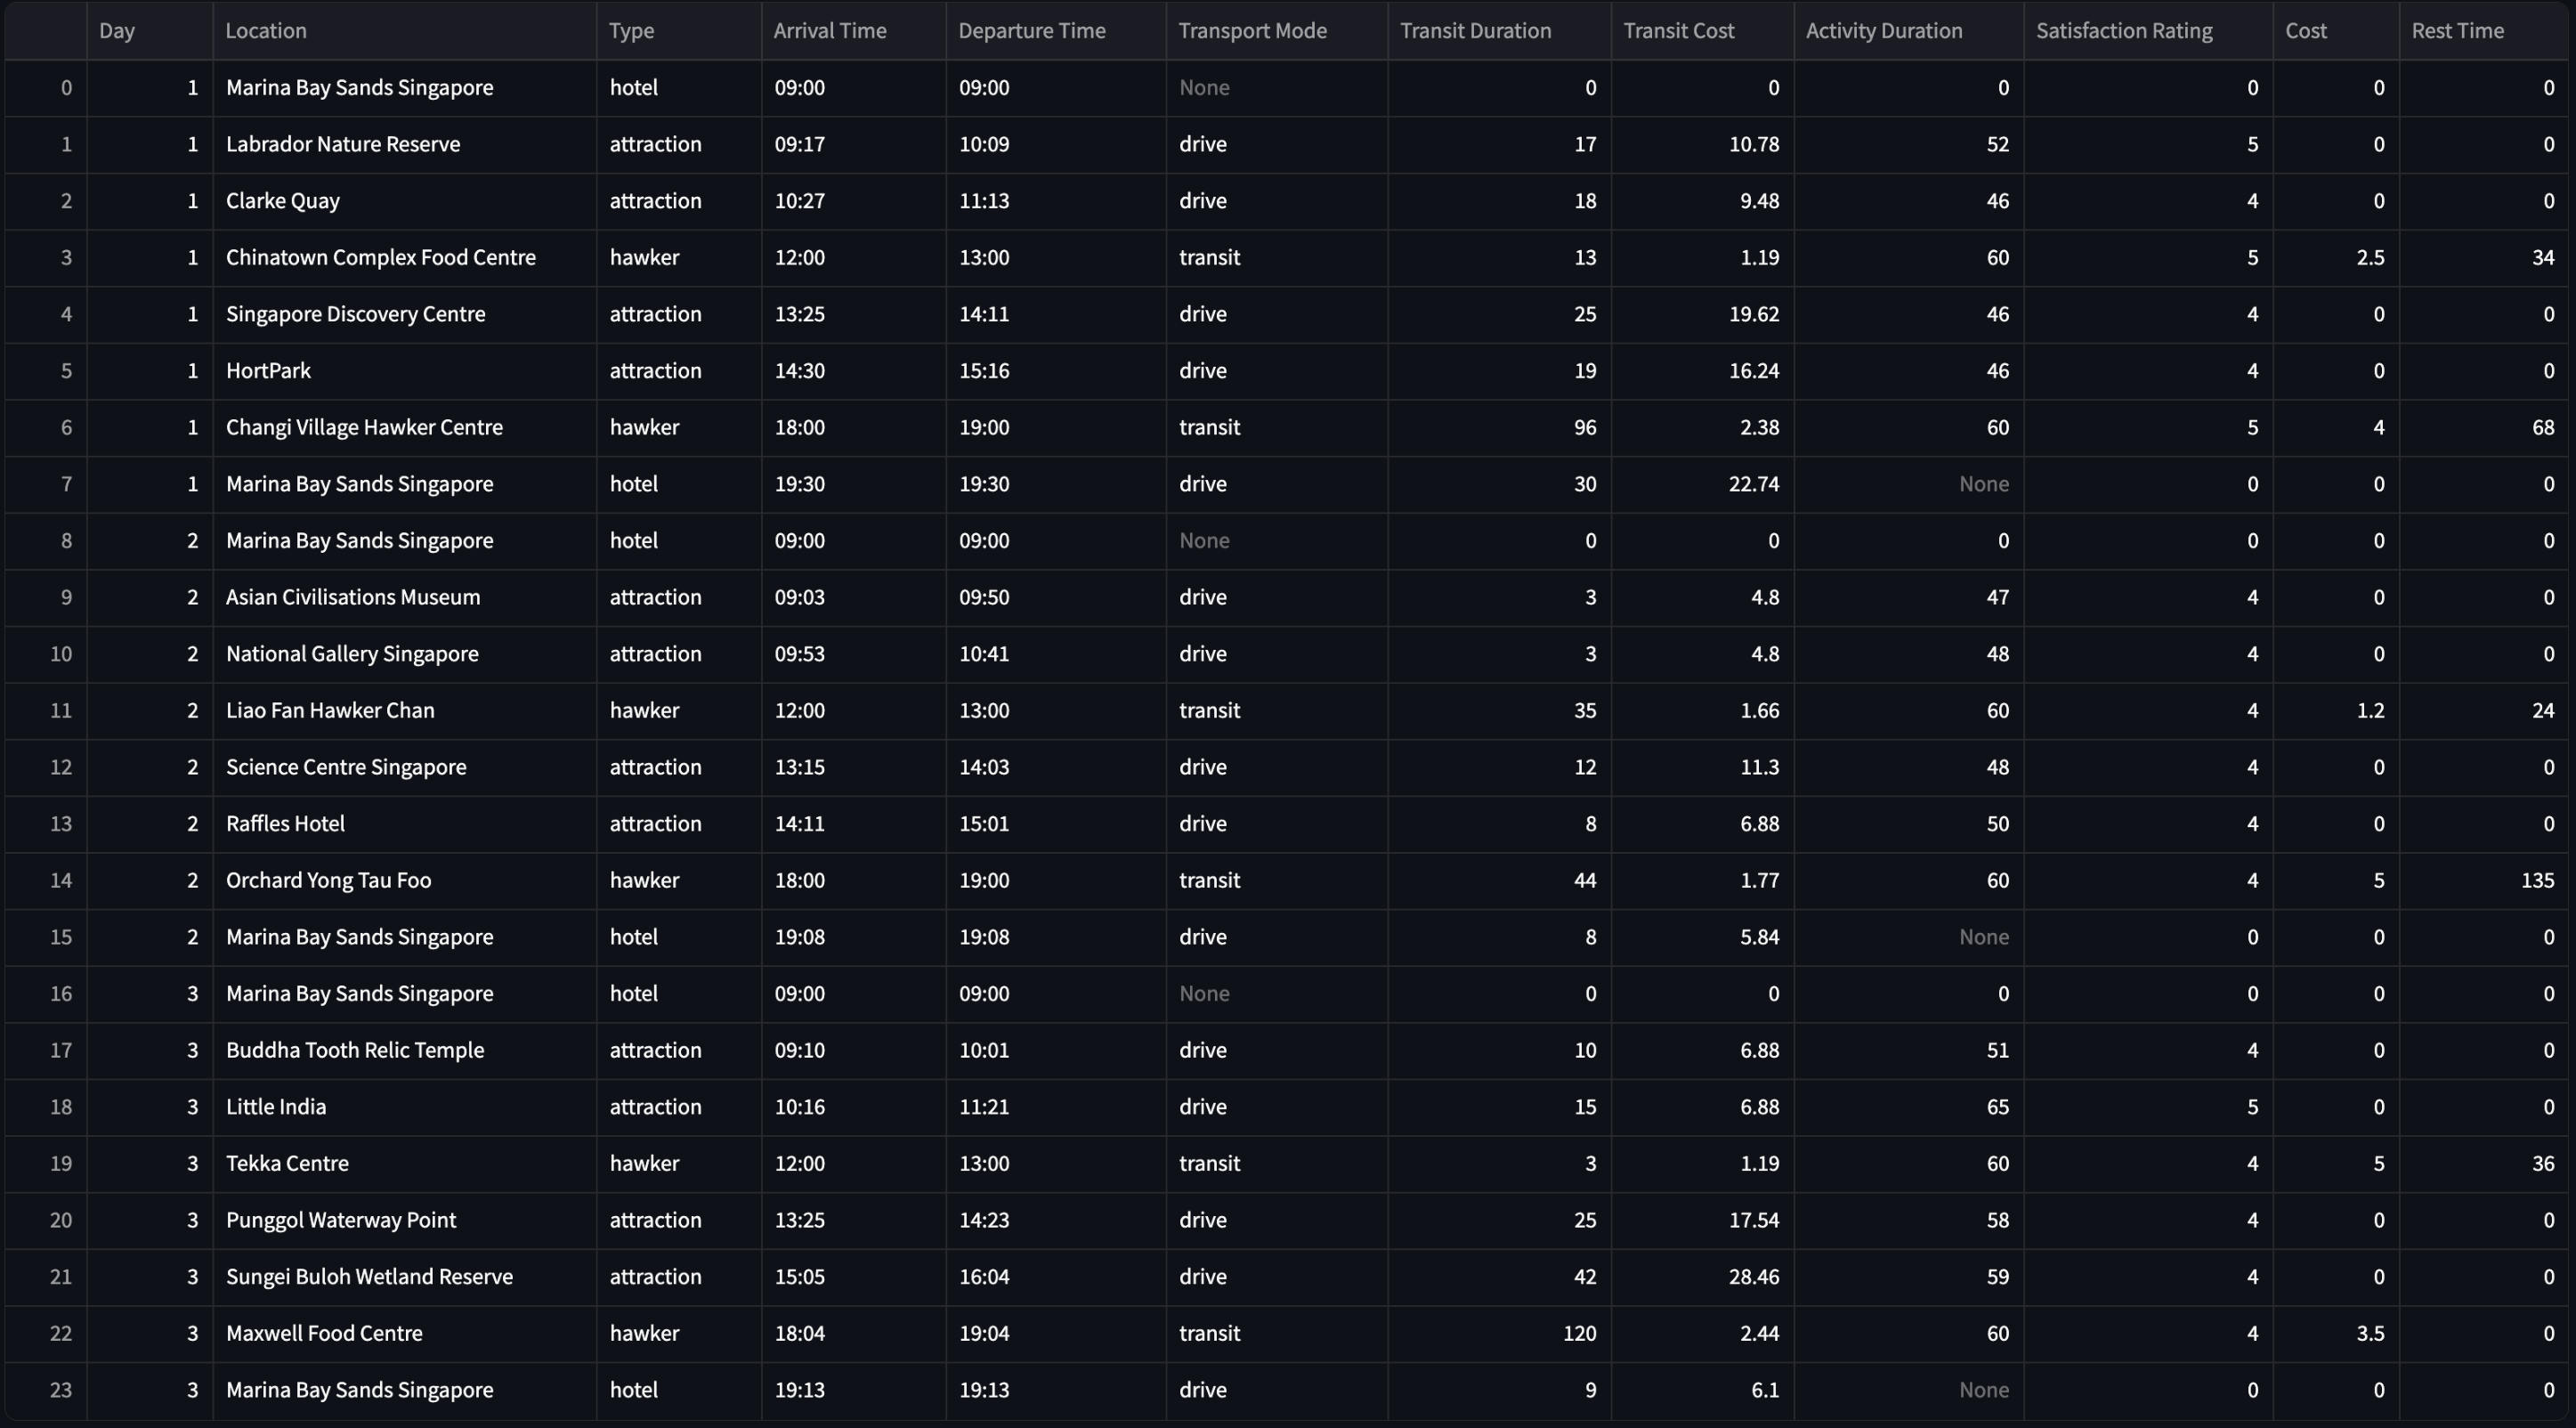 Day Location Type Arrival Time Departure Time Transport Mode Transit Duration Transit Cost Activity Duration Satisfaction Rating Cost Rest Time
0 1 Marina Bay Sands Singapore hotel 09:00 09:00 None 0 0 0 0 0 0
1 1 Labrador Nature Reserve attraction 09:17 10:09 drive 17 10.78 52 5 0 0
2 1 Clarke Quay attraction 10:27 11:13 drive 18 9.48 46 4 0 0
3 1 Chinatown Complex Food Centre hawker 12:00 13:00 transit 13 1.19 60 5 2.5 34
4 1 Singapore Discovery Centre attraction 13:25 14:11 drive 25 19.62 46 4 0 0
5 1 HortPark attraction 14:30 15:16 drive 19 16.24 46 4 0 0
6 1 Changi Village Hawker Centre hawker 18:00 19:00 transit 96 2.38 60 5 4 68
7 1 Marina Bay Sands Singapore hotel 19:30 19:30 drive 30 22.74 None 0 0 0
8 2 Marina Bay Sands Singapore hotel 09:00 09:00 None 0 0 0 0 0 0
9 2 Asian Civilisations Museum attraction 09:03 09:50 drive 3 4.8 47 4 0 0
10 2 National Gallery Singapore attraction 09:53 10:41 drive 3 4.8 48 4 0 0
11 2 Liao Fan Hawker Chan hawker 12:00 13:00 transit 35 1.66 60 4 1.2 24
12 2 Science Centre Singapore attraction 13:15 14:03 drive 12 11.3 48 4 0 0
13 2 Raffles Hotel attraction 14:11 15:01 drive 8 6.88 50 4 0 0
14 2 Orchard Yong Tau Foo hawker 18:00 19:00 transit 44 1.77 60 4 5 135
15 2 Marina Bay Sands Singapore hotel 19:08 19:08 drive 8 5.84 None 0 0 0
16 3 Marina Bay Sands Singapore hotel 09:00 09:00 None 0 0 0 0 0 0
17 3 Buddha Tooth Relic Temple attraction 09:10 10:01 drive 10 6.88 51 4 0 0
18 3 Little India attraction 10:16 11:21 drive 15 6.88 65 5 0 0
19 3 Tekka Centre hawker 12:00 13:00 transit 3 1.19 60 4 5 36
20 3 Punggol Waterway Point attraction 13:25 14:23 drive 25 17.54 58 4 0 0
21 3 Sungei Buloh Wetland Reserve attraction 15:05 16:04 drive 42 28.46 59 4 0 0
22 3 Maxwell Food Centre hawker 18:04 19:04 transit 120 2.44 60 4 3.5 0
23 3 Marina Bay Sands Singapore hotel 19:13 19:13 drive 9 6.1 None 0 0 0